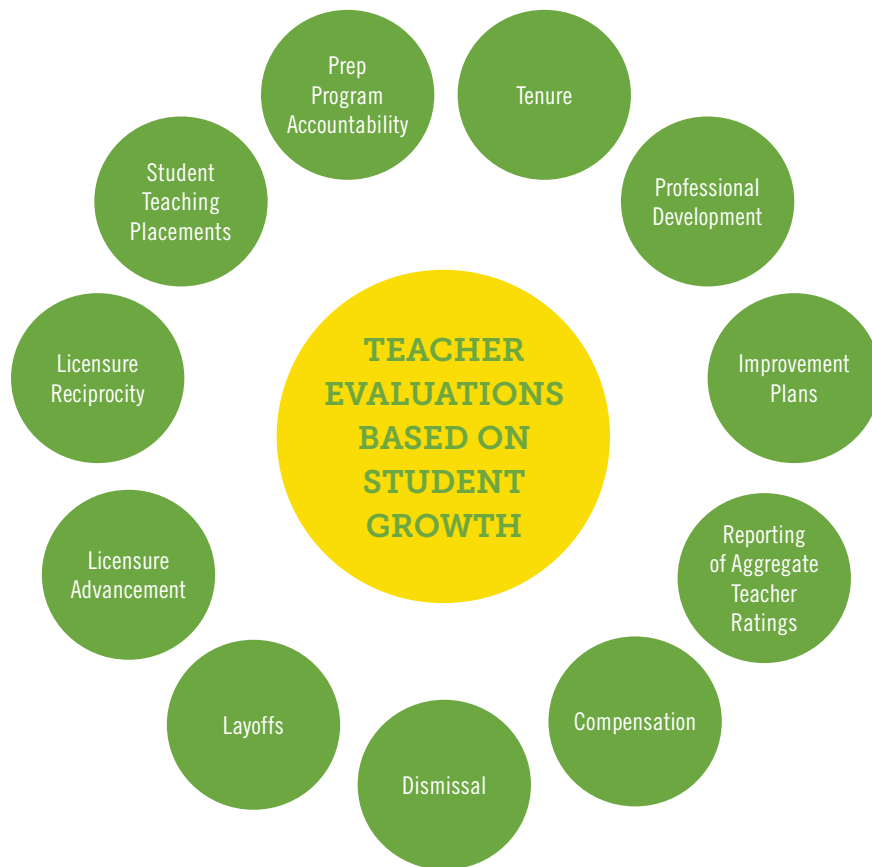 Prep
Program
Accountability
Tenure
Student
Teaching
Placements
Professional
Development
Licensure
Reciprocity
TEACHER
EVALUATIONS
BASED ON
STUDENT
GROWTH
Improvement
Plans
Licensure
Advancement
Reporting
of Aggregate
Teacher
Ratings
Layoffs
Compensation
Dismissal